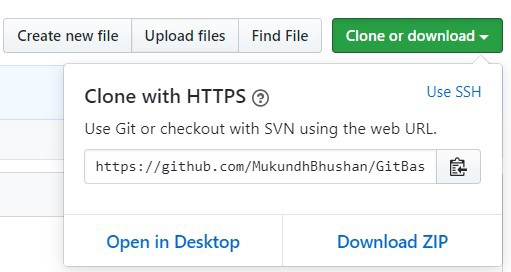 Create new file Upload files Find File Clone or download
Clone with HTTPS ? Use SSH
Use Git or checkout with SVN using the web URL.
https://github.com/MukundhBhushan/GitBas
Open in Desktop Download ZIP